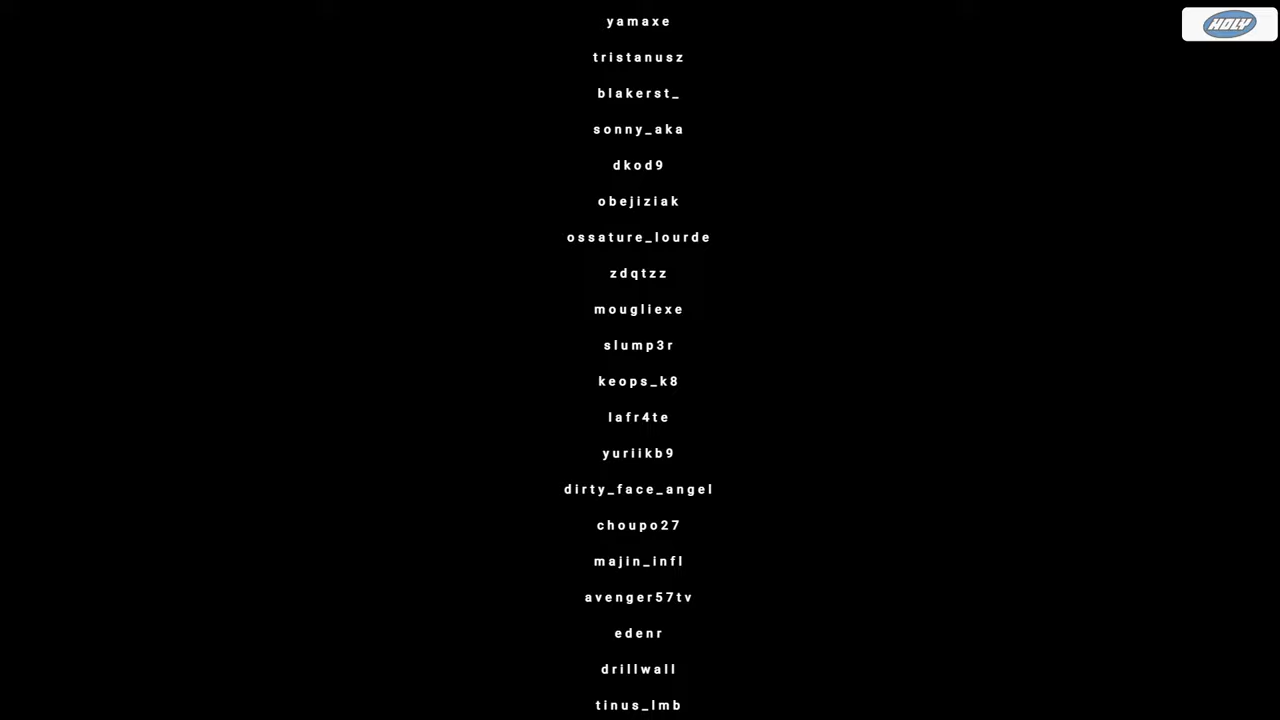 yamaxe
HOLY
tristanusz
blakerst_
sonny_aka
dkod9
obejiziak
ossature_lourde
zdqtzz
mougliexe
slump3r
keops_k8
lafr4te
yuriikb9
dirty_face_angel
choupo27
majin_infl
avenger57tv
edenr
drillwall
tinus_lmb